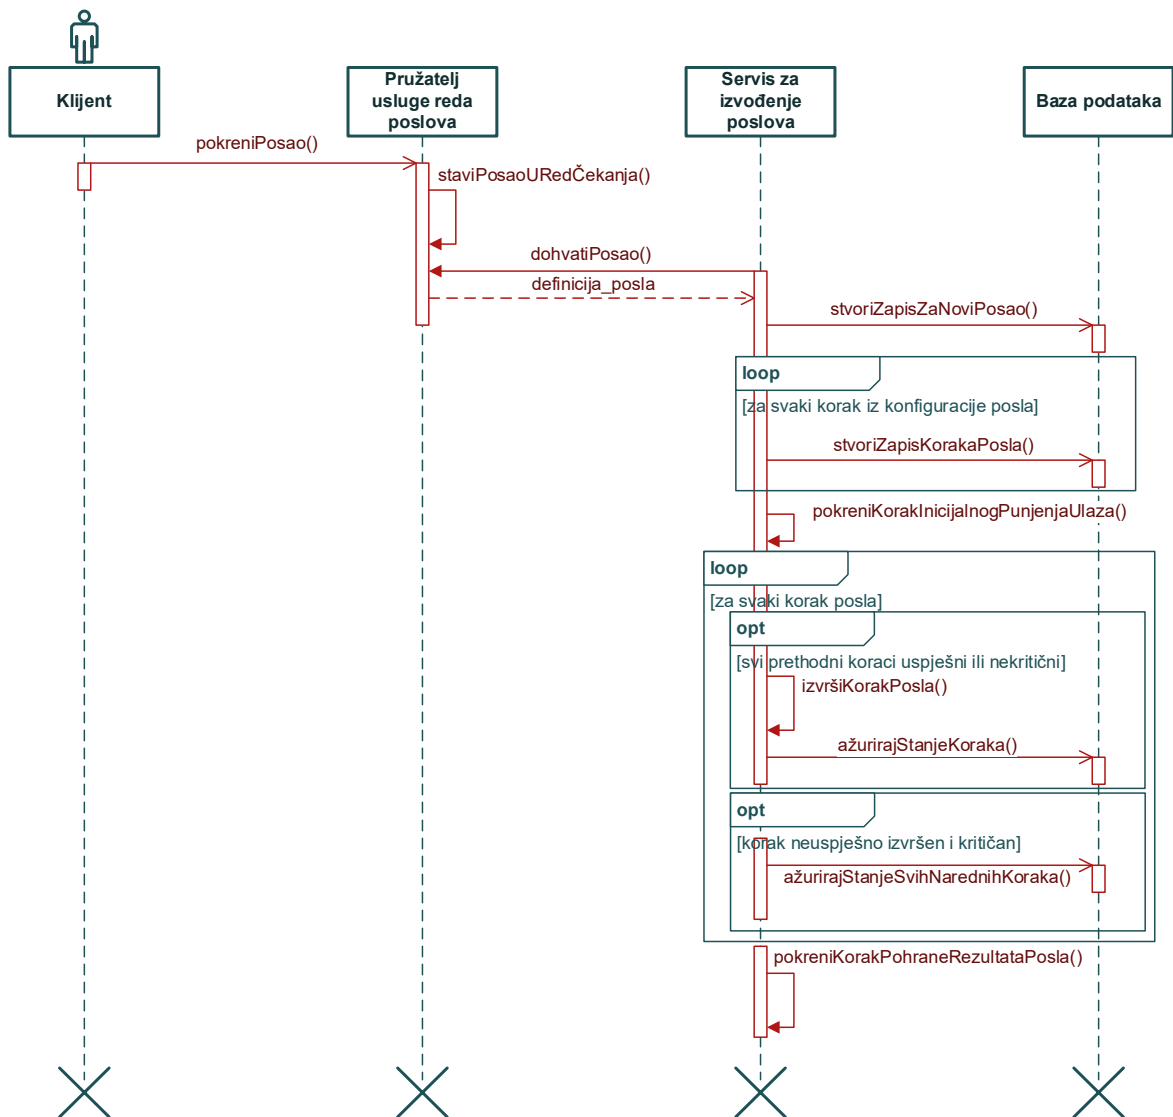 Klijent
Pružatelj
usluge reda
poslova
Servis za
izvođenje
poslova
Baza podataka
pokreniPosao()
staviPosaoURedČekanja()
dohvatiPosao()
definicija_posla
stvoriZapisZaNoviPosao()
loop
[za svaki korak iz konfiguracije posla]
stvoriZapisKorakaPosla()
pokreniKorakInicijalnogPunjenjaUlaza()
loop
[za svaki korak posla]
opt
[svi prethodni koraci uspješni ili nekritični]
izvršiKorakPosla()
ažurirajStanjeKoraka()
opt
[korak neuspješno izvršen i kritičan]
ažurirajStanjeSvihNarednihKoraka()
pokreniKorakPohraneRezultataPosla()